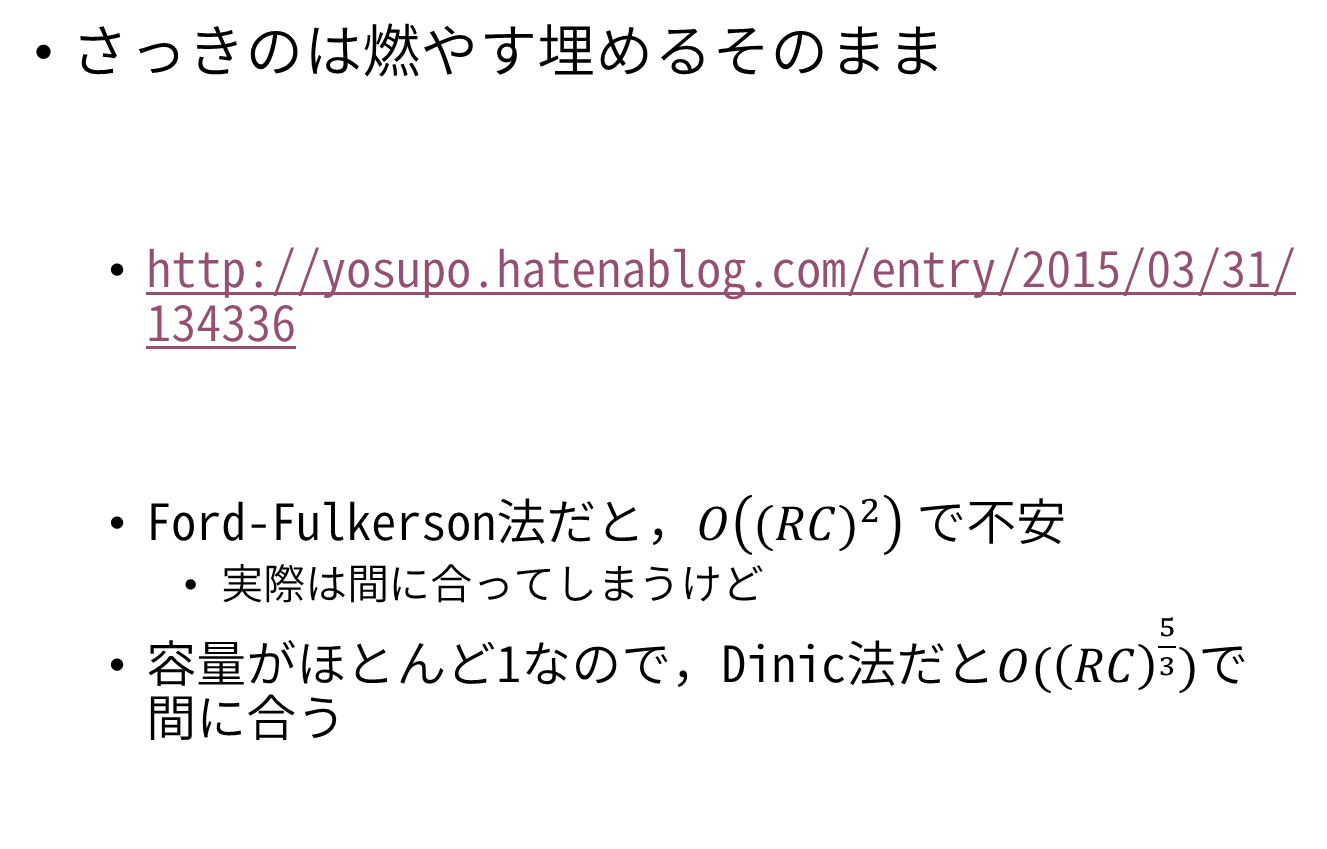 • さっきのは燃やす埋めるそのまま
• http://yosupo.hatenablog.com/entry/2015/03/31/
134336
• Ford-Fulkerson法だと，O((RC)²) で不安
• 実際は間に合ってしまうけど
• 容量がほとんど1なので，Dinic法だとO((RC)^{5/3})で
間に合う